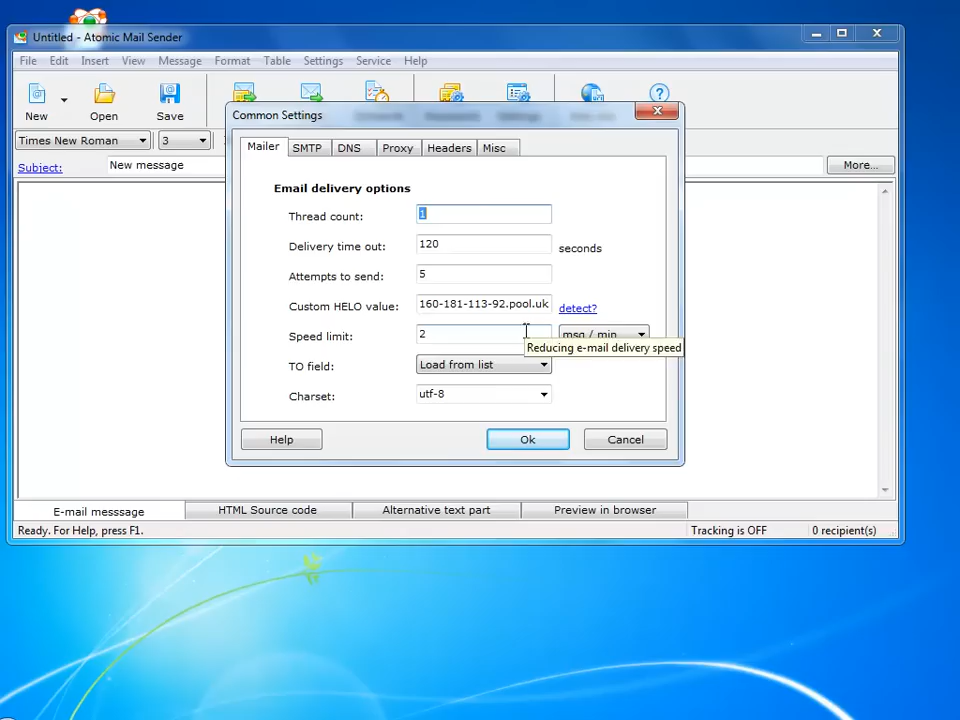 Untitled - Atomic Mail Sender
File Edit Insert View Message Format Table Settings Service Help
New Open Save
Common Settings
Times New Roman 3
Mailer SMTP DNS Proxy Headers Misc
Subject: New message More...
Email delivery options
Thread count: 1
Delivery time out: 120 seconds
Attempts to send: 5
Custom HELO value: 160-181-113-92.pool.uk detect?
Speed limit: 2 msg / min
Reducing e-mail delivery speed
TO field: Load from list
Charset: utf-8
Help Ok Cancel
E-mail messsage HTML Source code Alternative text part Preview in browser
Ready. For Help, press F1. Tracking is OFF 0 recipient(s)